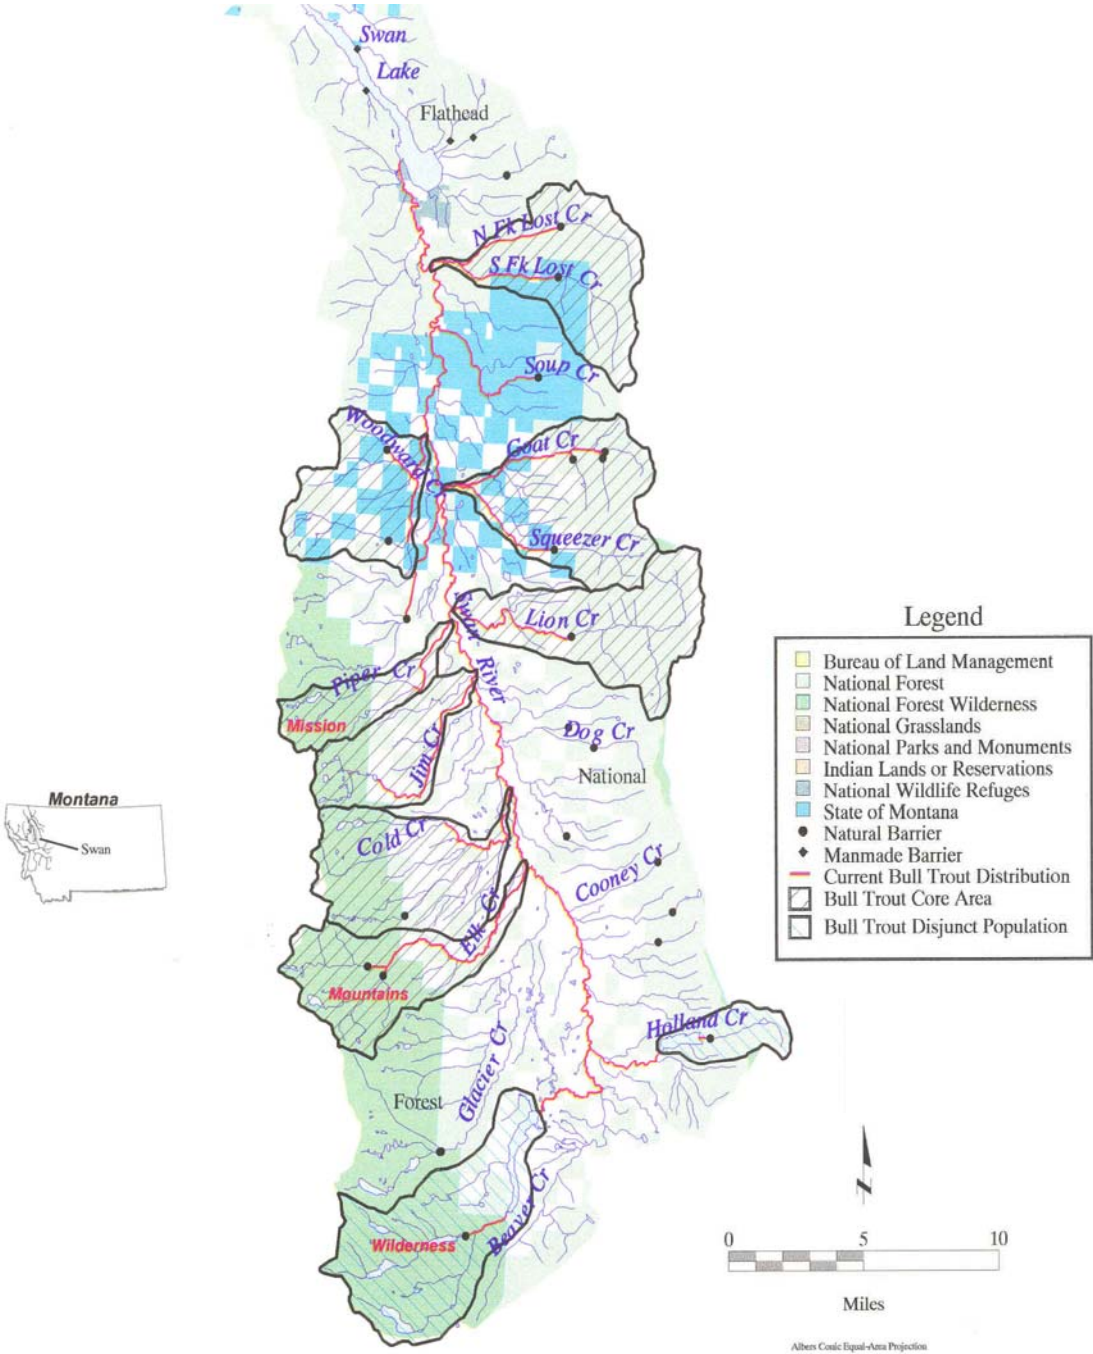 Swan
Lake
Flathead
N Fk Lost Cr
S Fk Lost Cr
Soup Cr
Woodward Cr
Goat Cr
Squeezer Cr
Swan River
Lion Cr
Piper Cr
Mission
Jim Cr
Dog Cr
National
Cold Cr
Cooney Cr
Elk Cr
Mountains
Holland Cr
Glacier Cr
Forest
Beaver Cr
Wilderness
Montana
Swan
Legend
Bureau of Land Management
National Forest
National Forest Wilderness
National Grasslands
National Parks and Monuments
Indian Lands or Reservations
National Wildlife Refuges
State of Montana
Natural Barrier
Manmade Barrier
Current Bull Trout Distribution
Bull Trout Core Area
Bull Trout Disjunct Population
N
0 5 10
Miles
Albers Conic Equal-Area Projection